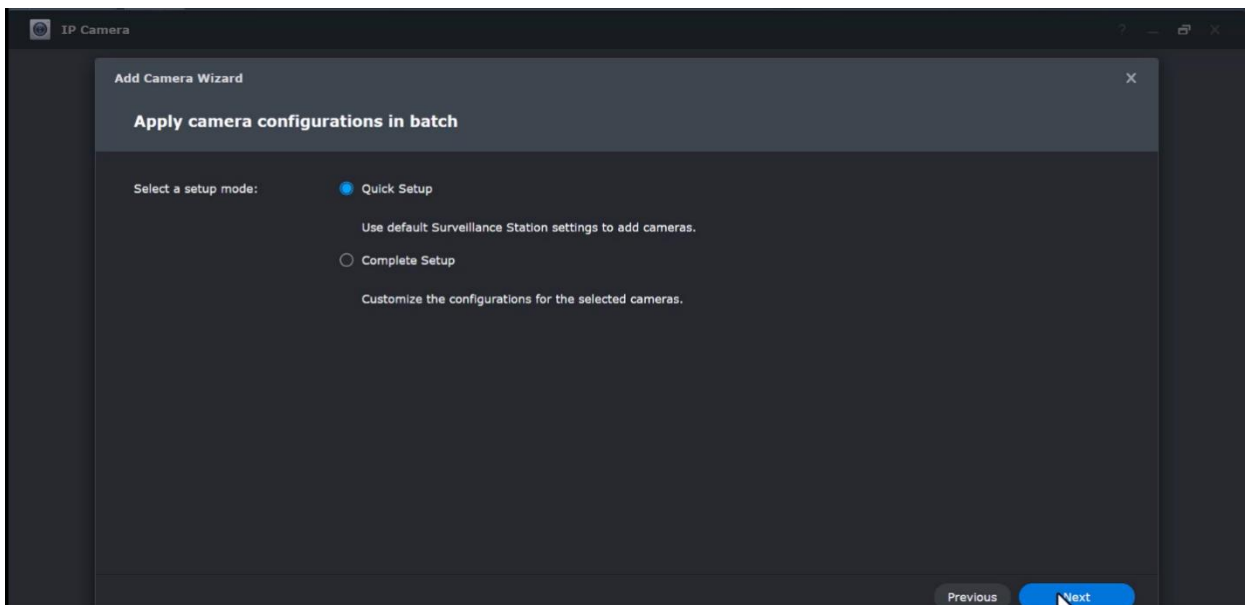 IP Camera
Add Camera Wizard
Apply camera configurations in batch
Select a setup mode: Quick Setup
Use default Surveillance Station settings to add cameras.
Complete Setup
Customize the configurations for the selected cameras.
Previous Next